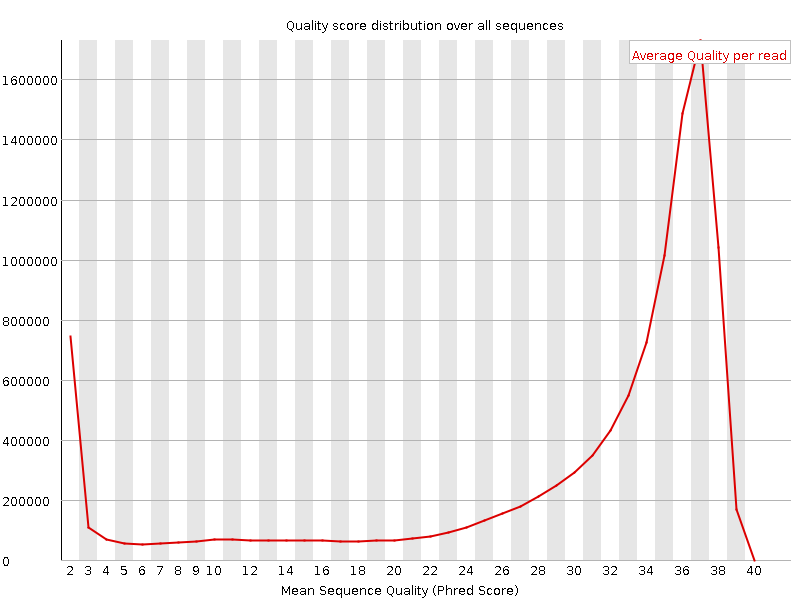 Quality score distribution over all sequences
Average Quality per read
1600000
1400000
1200000
1000000
800000
600000
400000
200000
0
2 3 4 5 6 7 8 9 10 12 14 16 18 20 22 24 26 28 30 32 34 36 38 40
Mean Sequence Quality (Phred Score)